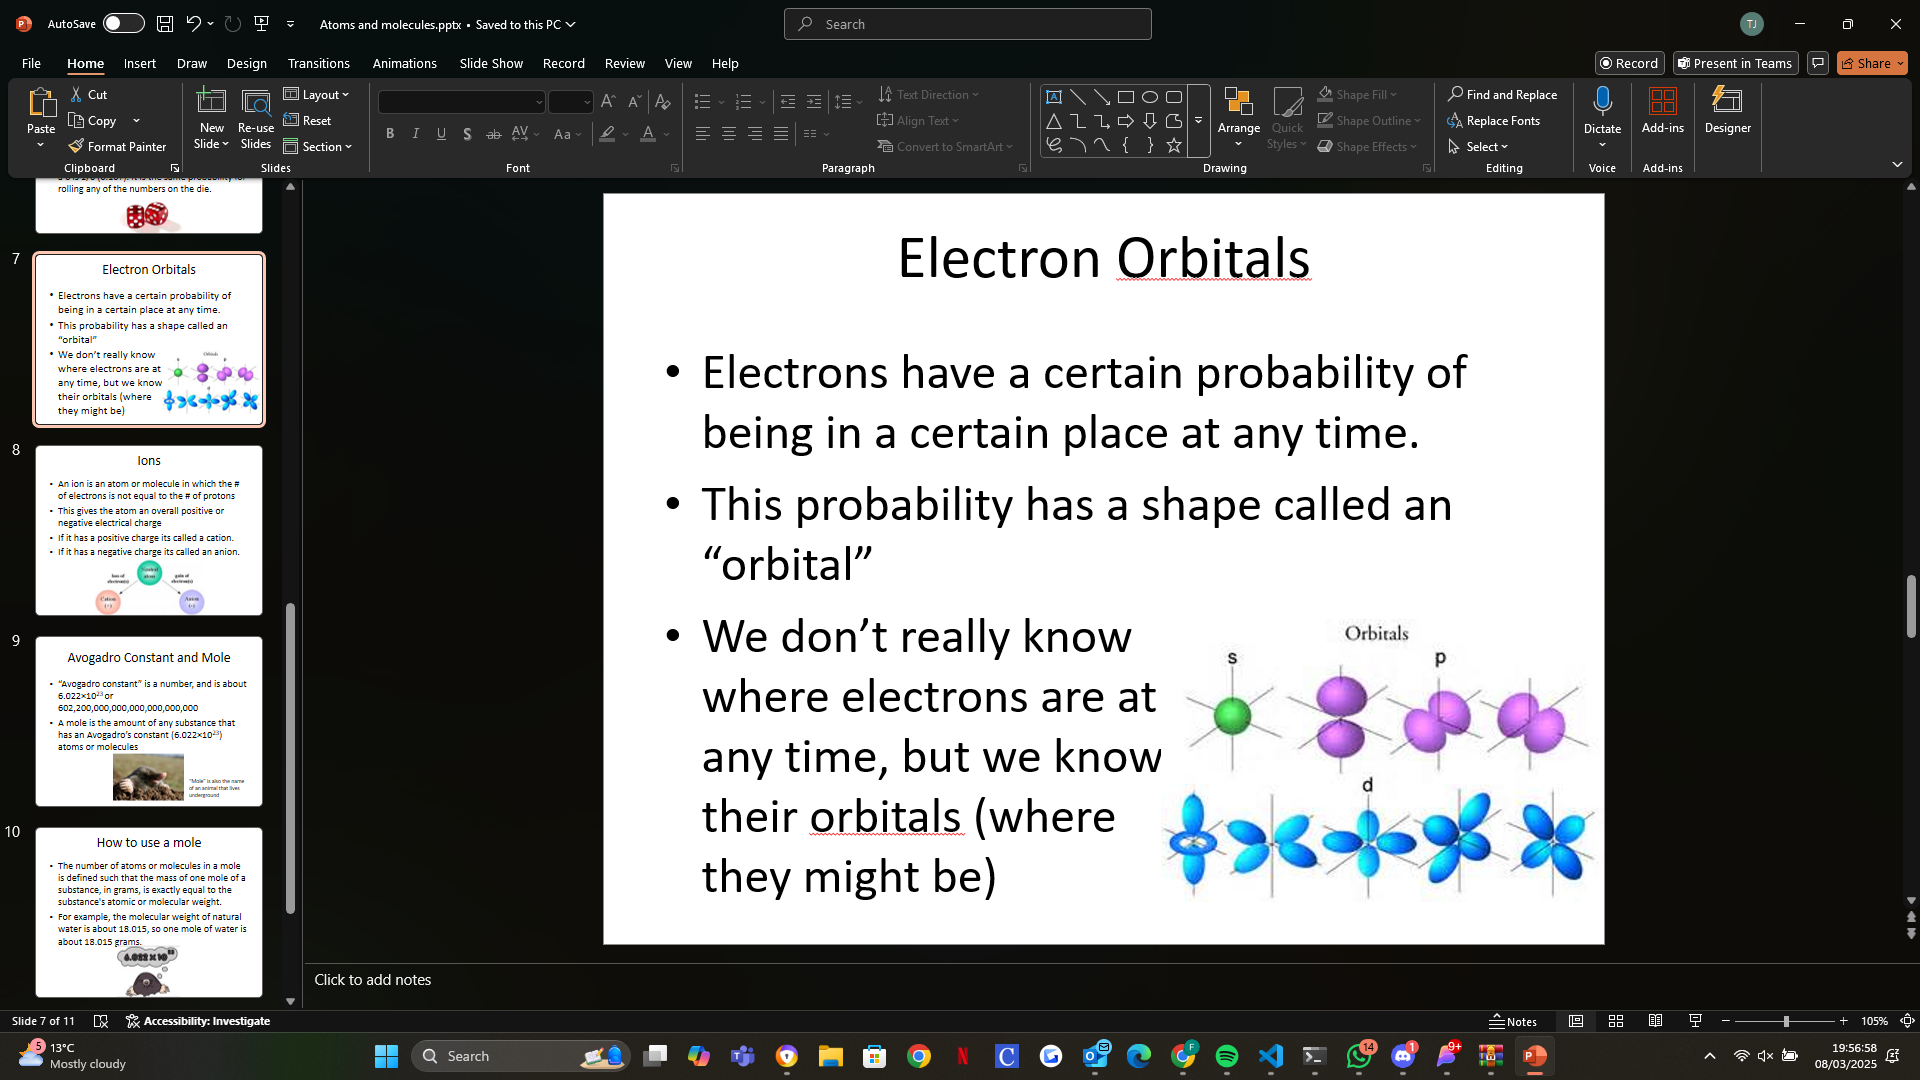 AutoSave
Atoms and molecules.pptx • Saved to this PC
Search
TJ
File Home Insert Draw Design Transitions Animations Slide Show Record Review View Help
Record Present in Teams Share
Paste
Cut
Copy
Format Painter
Clipboard
New Slide
Re-use Slides
Layout
Reset
Section
Slides
Font
Text Direction
Align Text
Convert to SmartArt
Paragraph
Arrange
Quick Styles
Shape Fill
Shape Outline
Shape Effects
Drawing
Find and Replace
Replace Fonts
Select
Editing
Dictate
Voice
Add-ins
Add-ins
Designer
rolling any of the numbers on the die.
7
Electron Orbitals
• Electrons have a certain probability of
being in a certain place at any time.
• This probability has a shape called an
“orbital”
• We don’t really know
where electrons are at
any time, but we know
their orbitals (where
they might be)
8
Ions
• An ion is an atom or molecule in which the #
of electrons is not equal to the # of protons
• This gives the atom an overall positive or
negative electrical charge
• If it has a positive charge its called a cation.
• If it has a negative charge its called an anion.
9
Avogadro Constant and Mole
• “Avogadro constant” is a number, and is about
6.022×10²³ or
602,200,000,000,000,000,000,000
• A mole is the amount of any substance that
has an Avogadro’s constant (6.022×10²³)
atoms or molecules
"Mole" is also the name
of an animal that lives
underground
10
How to use a mole
• The number of atoms or molecules in a mole
is defined such that the mass of one mole of a
substance, in grams, is exactly equal to the
substance's atomic or molecular weight.
• For example, the molecular weight of natural
water is about 18.015, so one mole of water is
about 18.015 grams.
6.022 x 10²³
Electron Orbitals
• Electrons have a certain probability of
being in a certain place at any time.
• This probability has a shape called an
“orbital”
• We don’t really know
where electrons are at
any time, but we know
their orbitals (where
they might be)
Orbitals
s p
d
Click to add notes
Slide 7 of 11
Accessibility: Investigate
Notes
105%
5
13°C
Mostly cloudy
Search
14
1
9+
19:56:58
08/03/2025